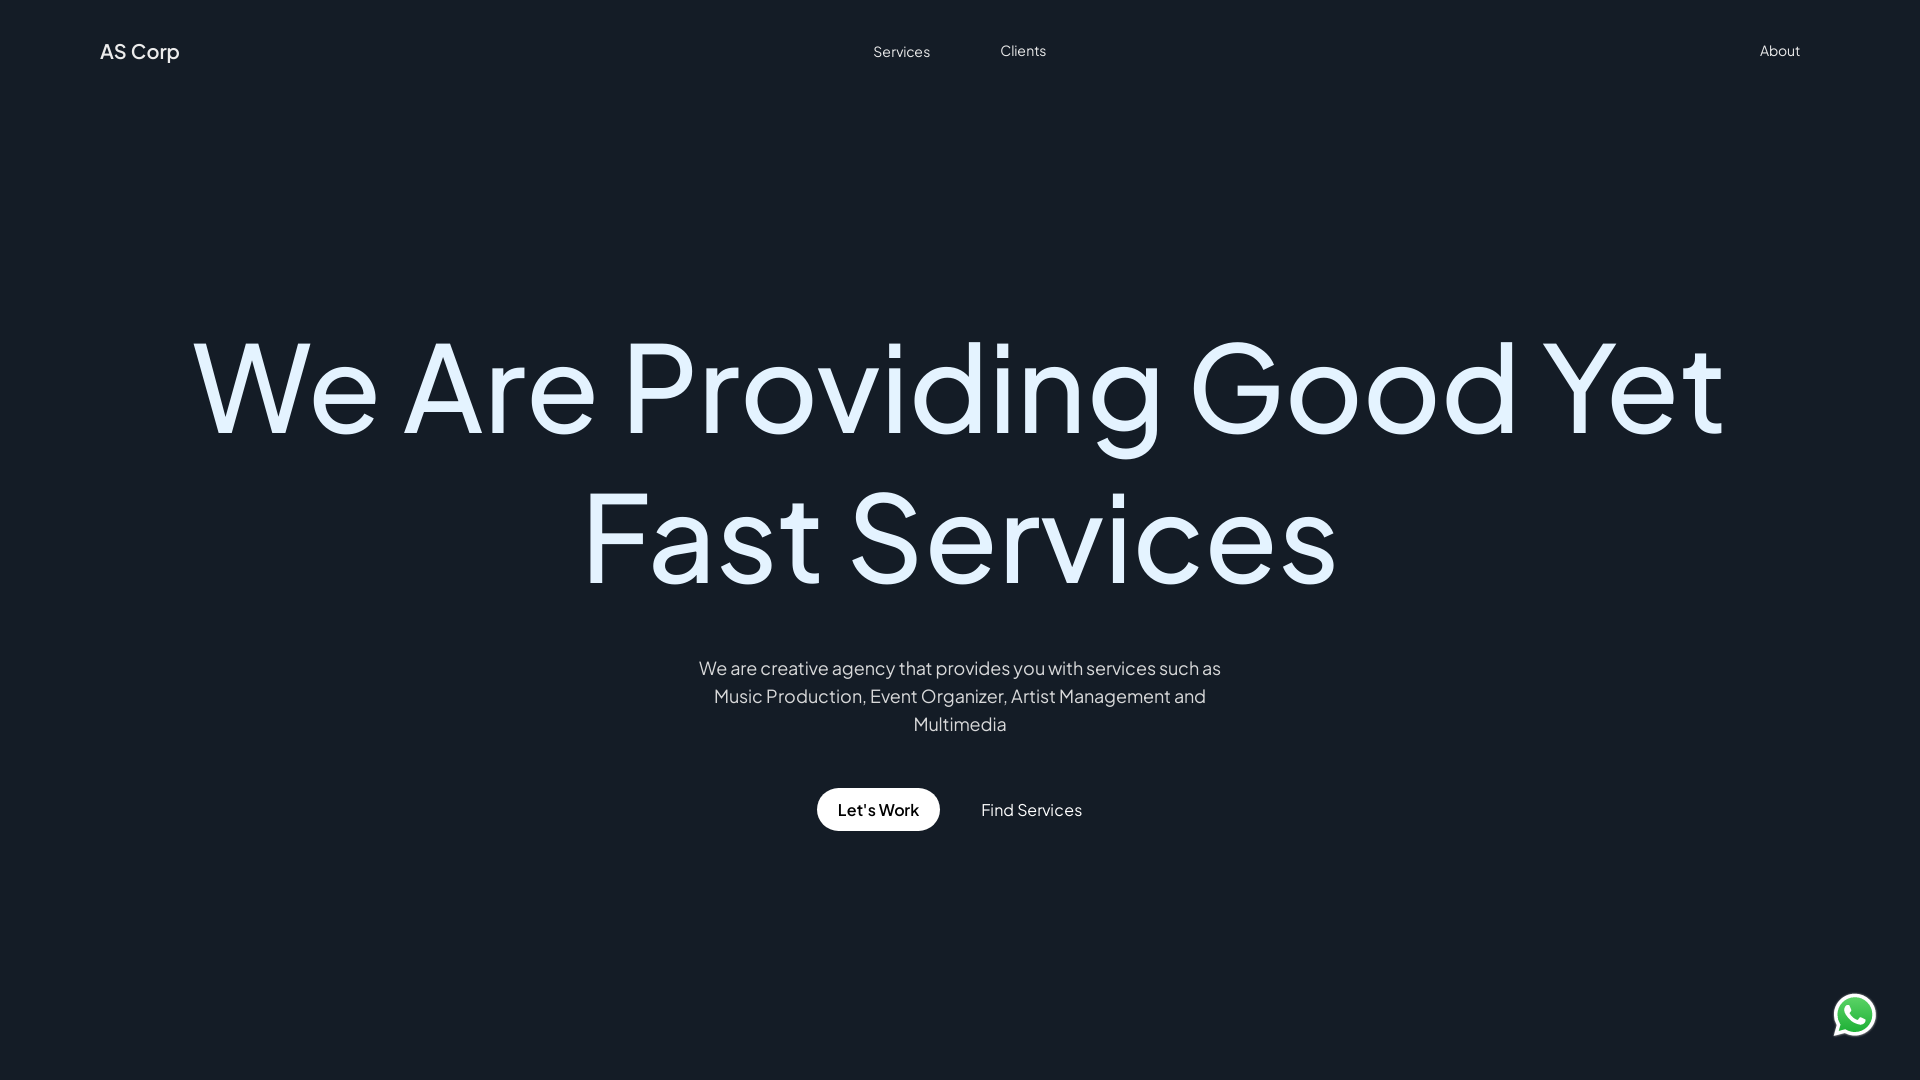 AS Corp
Services
Clients
About
We Are Providing Good Yet
Fast Services
We are creative agency that provides you with services such as
Music Production, Event Organizer, Artist Management and
Multimedia
Let's Work
Find Services